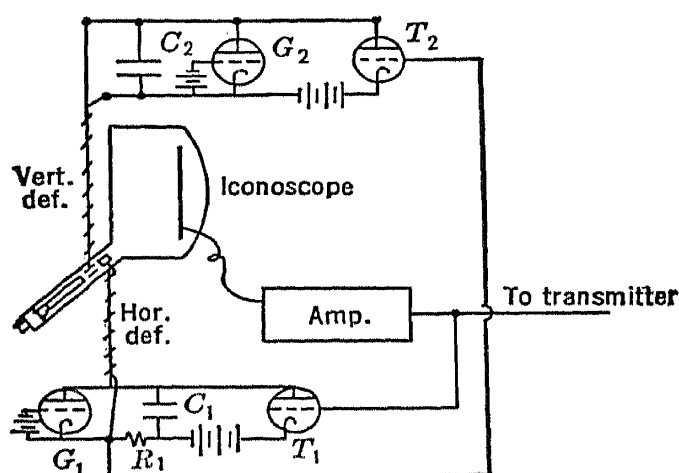 C2
G2
T2
Vert.
def.
Iconoscope
Hor.
def.
Amp.
To transmitter
G1
R1
C1
T1